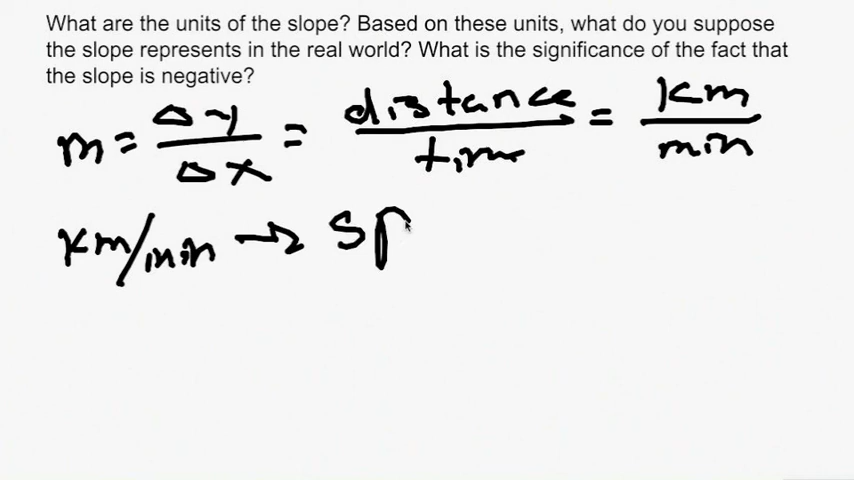 What are the units of the slope? Based on these units, what do you suppose
the slope represents in the real world? What is the significance of the fact that
the slope is negative?
m = Δy/Δx = distance/time = km/min
km/min → sp